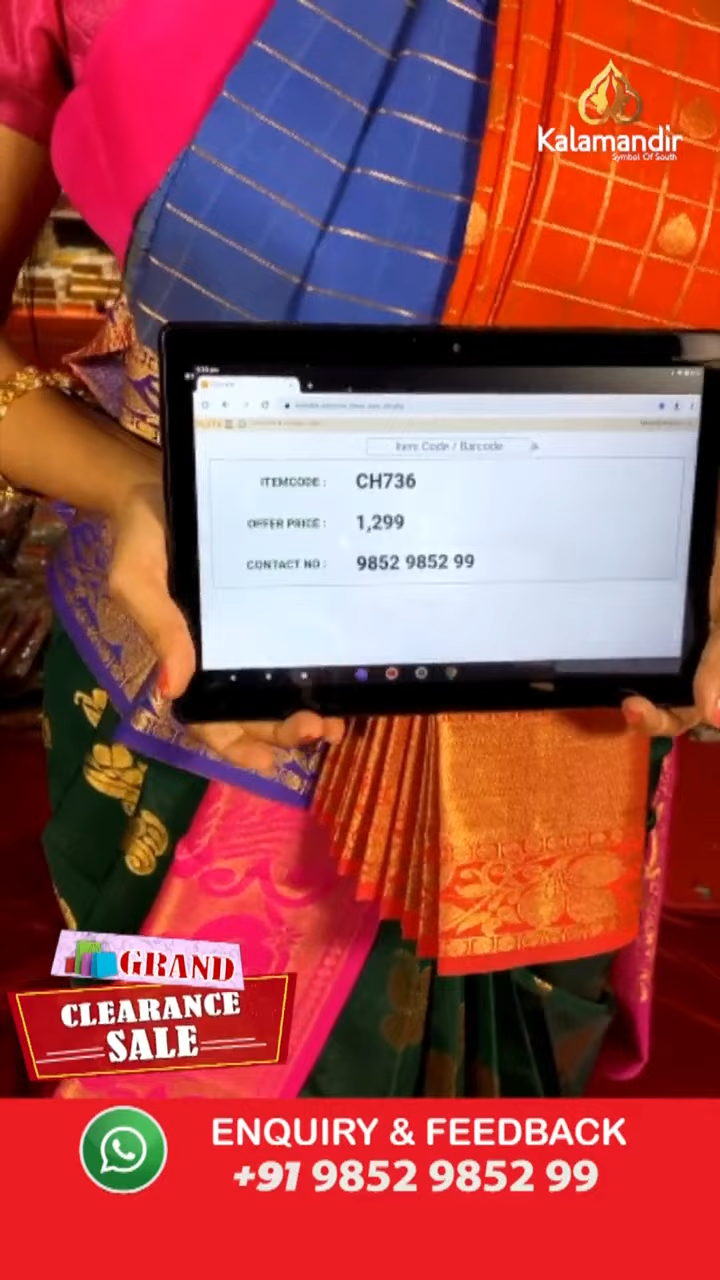 Kalamandir
Symbol Of South
Item Code / Barcode
ITEMCODE : CH736
OFFER PRICE : 1,299
CONTACT NO : 9852 9852 99
GRAND
CLEARANCE
SALE
ENQUIRY & FEEDBACK
+91 9852 9852 99